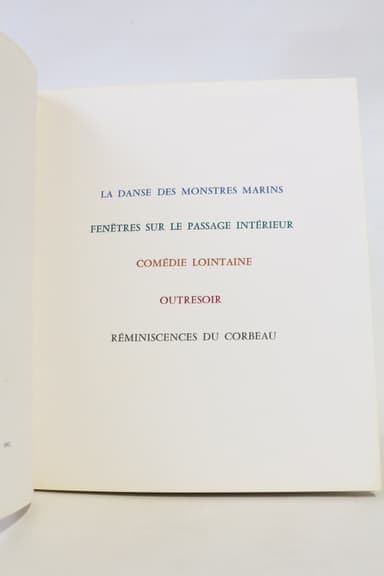 LA DANSE DES MONSTRES MARINS
FENÊTRES SUR LE PASSAGE INTÉRIEUR
COMÉDIE LOINTAINE
OUTRESOIR
RÉMINISCENCES DU CORBEAU